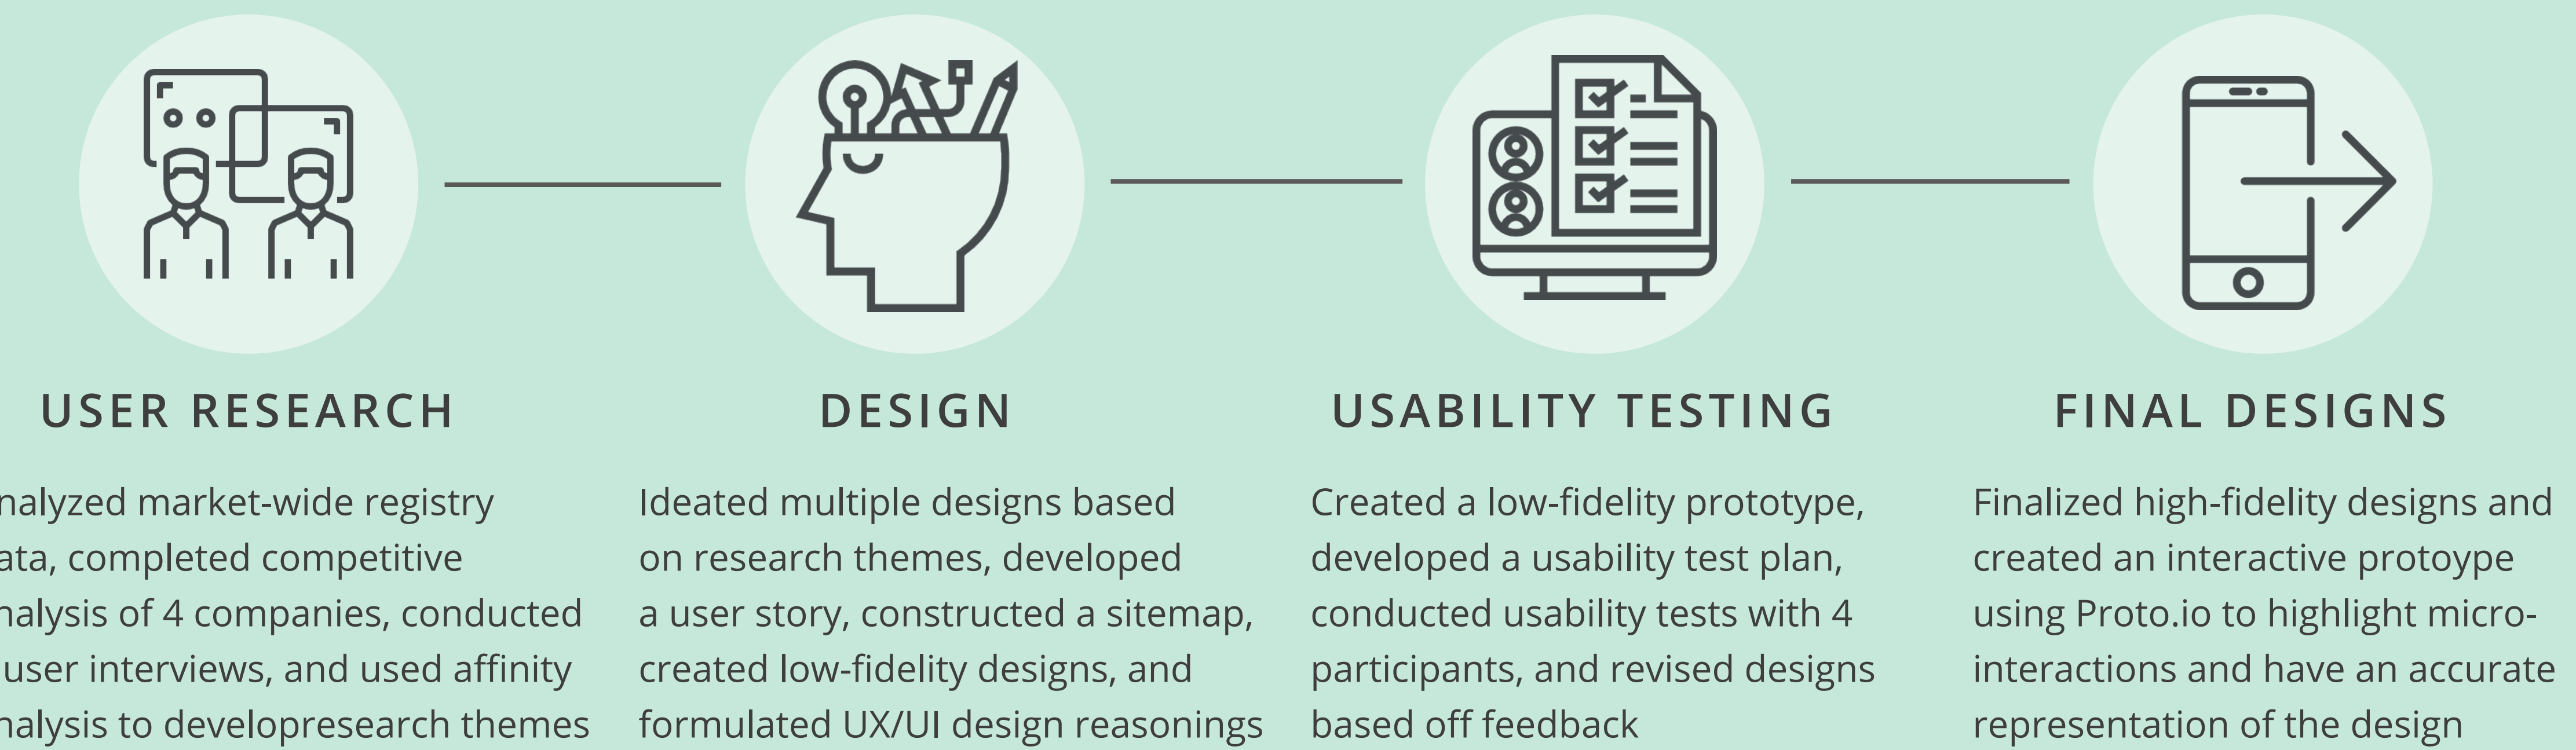 USER RESEARCH
nalyzed market-wide registry
ata, completed competitive
nalysis of 4 companies, conducted
user interviews, and used affinity
nalysis to developresearch themes
DESIGN
Ideated multiple designs based
on research themes, developed
a user story, constructed a sitemap,
created low-fidelity designs, and
formulated UX/UI design reasonings
USABILITY TESTING
Created a low-fidelity prototype,
developed a usability test plan,
conducted usability tests with 4
participants, and revised designs
based off feedback
FINAL DESIGNS
Finalized high-fidelity designs and
created an interactive protoype
using Proto.io to highlight micro-
interactions and have an accurate
representation of the design